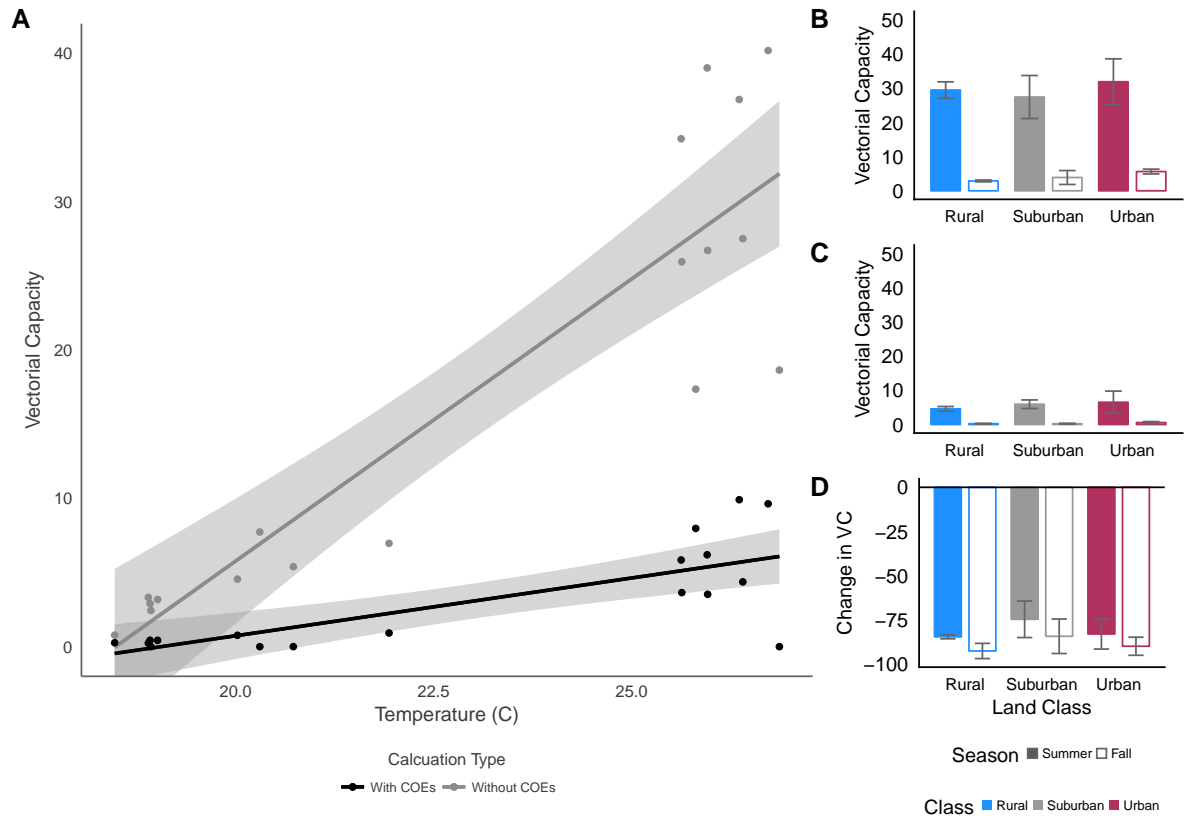 A
Vectorial Capacity
40
30
20
10
0
20.0
22.5
25.0
Temperature (C)
Calcuation Type
With COEs
Without COEs
B
Vectorial Capacity
50
40
30
20
10
0
Rural
Suburban
Urban
C
Vectorial Capacity
50
40
30
20
10
0
Rural
Suburban
Urban
D
Change in VC
0
−25
−50
−75
−100
Rural
Suburban
Urban
Land Class
Season Summer Fall
Class Rural Suburban Urban